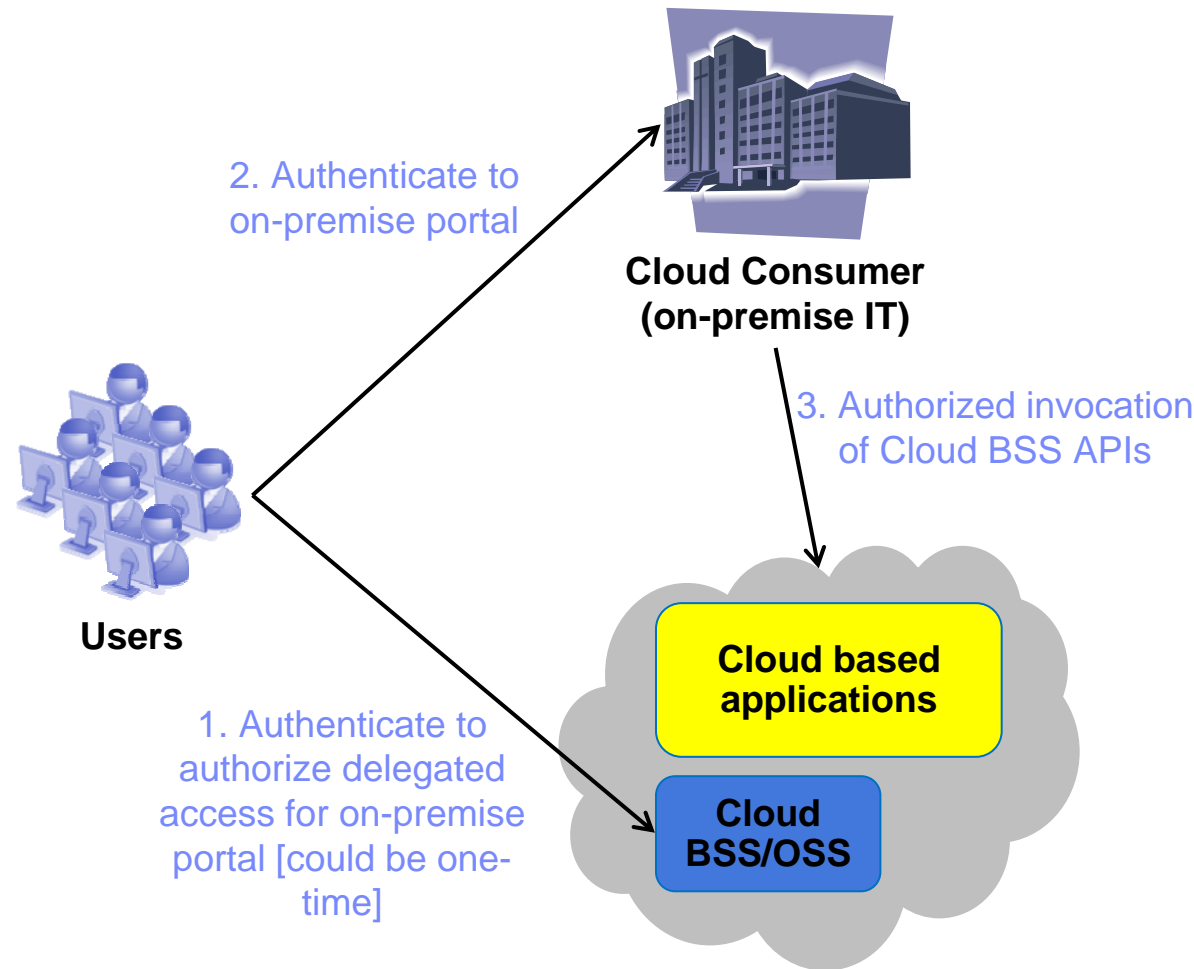 2. Authenticate to
on-premise portal
Cloud Consumer
(on-premise IT)
3. Authorized invocation
of Cloud BSS APIs
Users
Cloud based
applications
1. Authenticate to
authorize delegated
access for on-premise
portal [could be one-
time]
Cloud
BSS/OSS